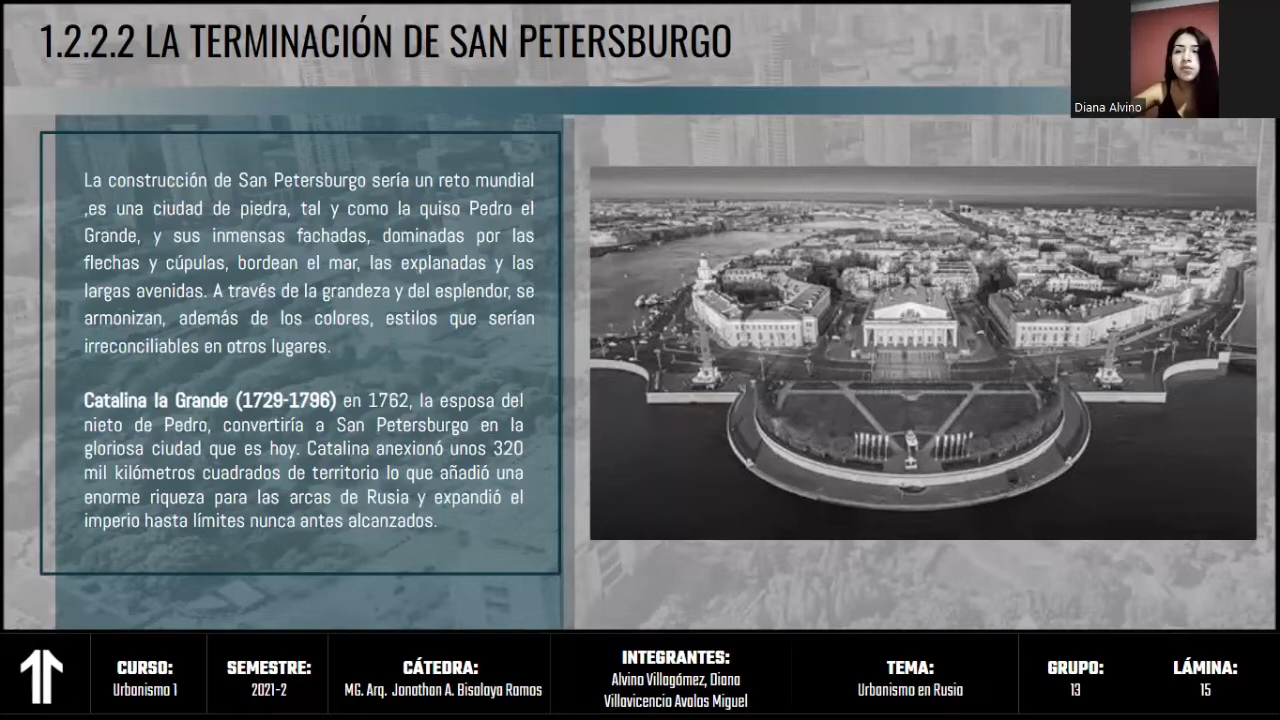 1.2.2.2 LA TERMINACIÓN DE SAN PETERSBURGO
Diana Alvino
La construcción de San Petersburgo sería un reto mundial
,es una ciudad de piedra, tal y como la quiso Pedro el
Grande, y sus inmensas fachadas, dominadas por las
flechas y cúpulas, bordean el mar, las explanadas y las
largas avenidas. A través de la grandeza y del esplendor, se
armonizan, además de los colores, estilos que serían
irreconciliables en otros lugares.
Catalina la Grande (1729-1796) en 1762, la esposa del
nieto de Pedro, convertiría a San Petersburgo en la
gloriosa ciudad que es hoy. Catalina anexionó unos 320
mil kilómetros cuadrados de territorio lo que añadió una
enorme riqueza para las arcas de Rusia y expandió el
imperio hasta límites nunca antes alcanzados.
CURSO:
Urbanismo 1
SEMESTRE:
2021-2
CÁTEDRA:
MG. Arq. Jonathan A. Bisalaya Ramos
INTEGRANTES:
Alvino Villagómez, Diana
Villavicencio Avalos Miguel
TEMA:
Urbanismo en Rusia
GRUPO:
13
LÁMINA:
15